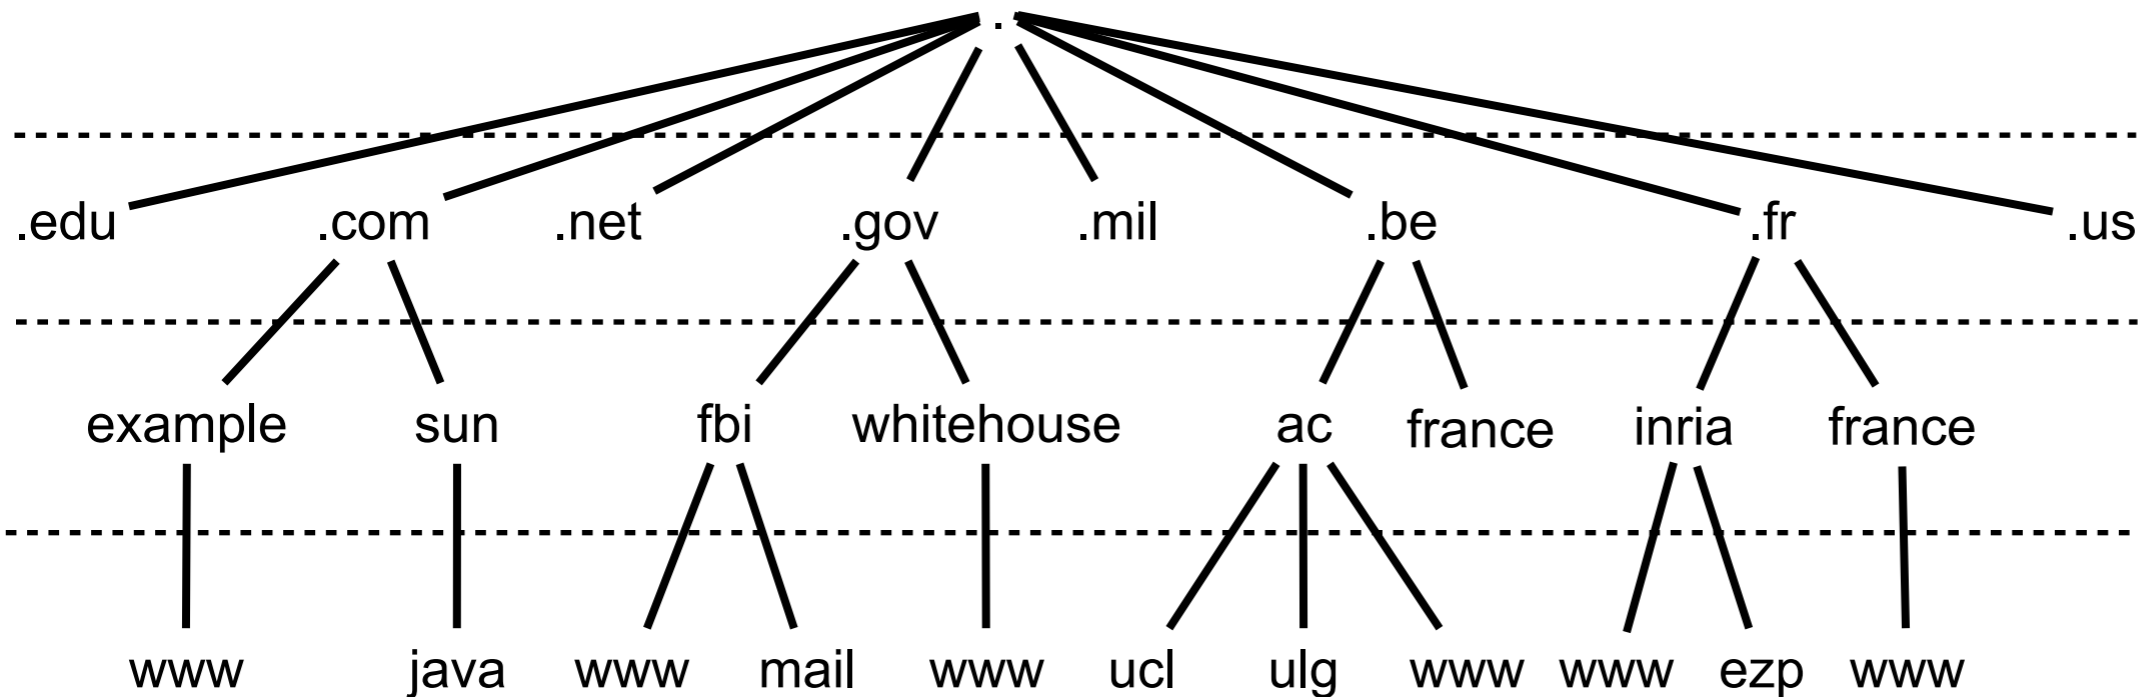 .
.edu .com .net .gov .mil .be .fr .us
example sun fbi whitehouse ac france inria france
www java www mail www ucl ulg www www ezp www